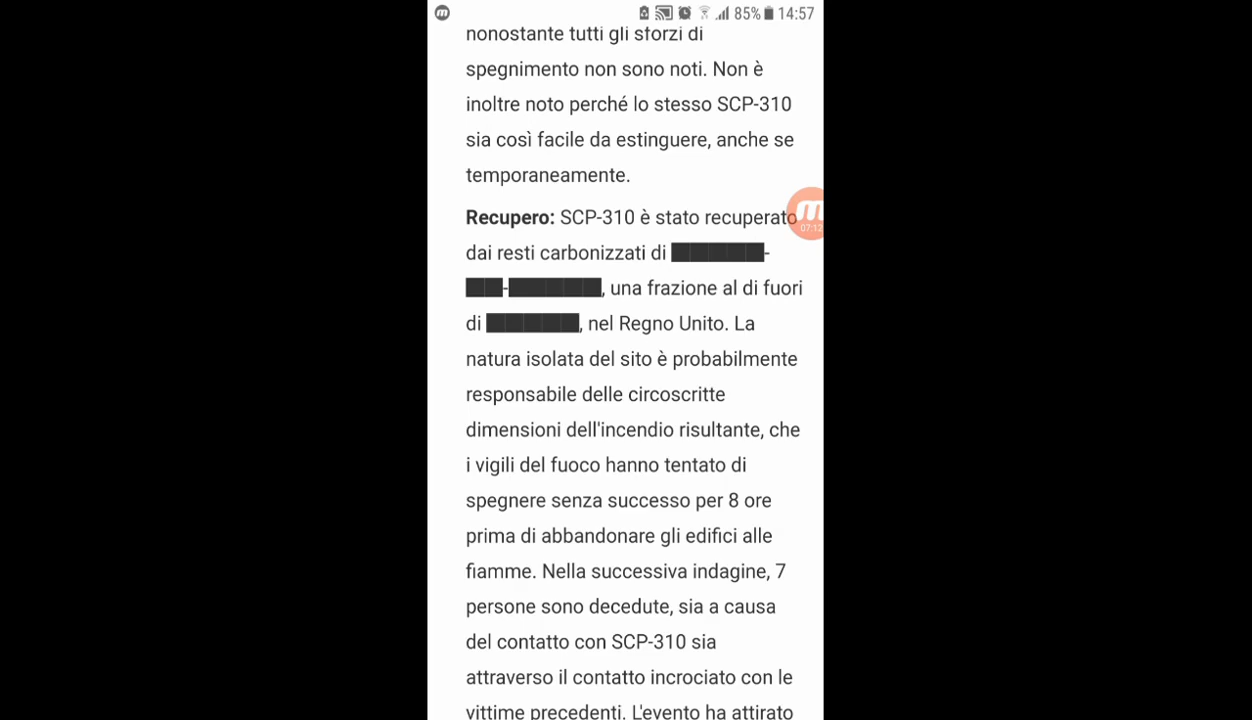 85% 14:57
nonostante tutti gli sforzi di
spegnimento non sono noti. Non è
inoltre noto perché lo stesso SCP-310
sia così facile da estinguere, anche se
temporaneamente.
Recupero: SCP-310 è stato recuperato
07:12
dai resti carbonizzati di █████-
██-█████, una frazione al di fuori
di █████, nel Regno Unito. La
natura isolata del sito è probabilmente
responsabile delle circoscritte
dimensioni dell'incendio risultante, che
i vigili del fuoco hanno tentato di
spegnere senza successo per 8 ore
prima di abbandonare gli edifici alle
fiamme. Nella successiva indagine, 7
persone sono decedute, sia a causa
del contatto con SCP-310 sia
attraverso il contatto incrociato con le
vittime precedenti. L'evento ha attirato